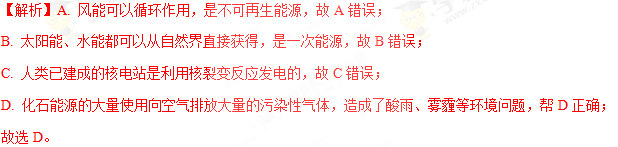 【解析】A. 风能可以循环作用，是不可再生能源，故 A 错误；
B. 太阳能、水能都可以从自然界直接获得，是一次能源，故 B 错误；
C. 人类已建成的核电站是利用核裂变反应发电的，故 C 错误；
D. 化石能源的大量使用向空气排放大量的污染性气体，造成了酸雨、雾霾等环境问题，帮 D 正确；
故选 D。